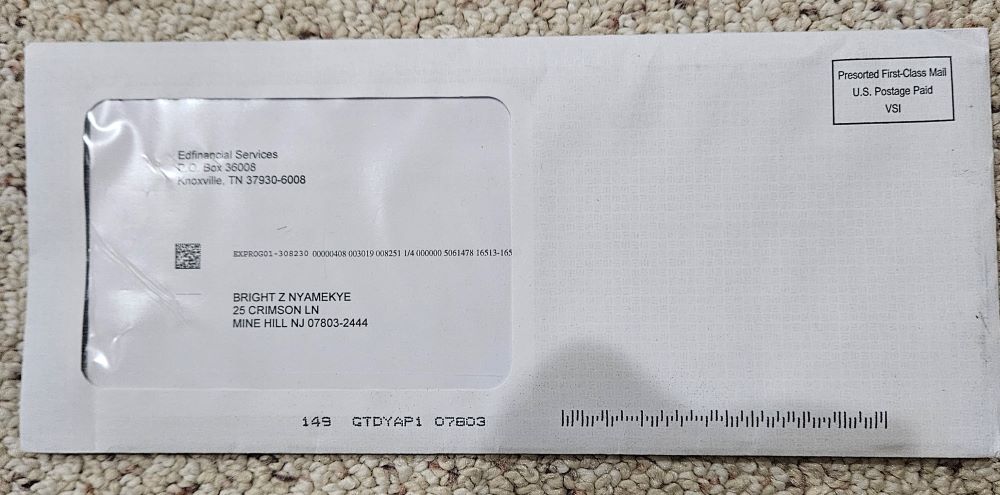 Presorted First-Class Mail
U.S. Postage Paid
VSI
Edfinancial Services
P.O. Box 36008
Knoxville, TN 37930-6008
EXPROG01-308230 00000408 003019 008251 1/4 000000 5061478 16513-165
BRIGHT Z NYAMEKYE
25 CRIMSON LN
MINE HILL NJ 07803-2444
149 GTDYAP1 07803